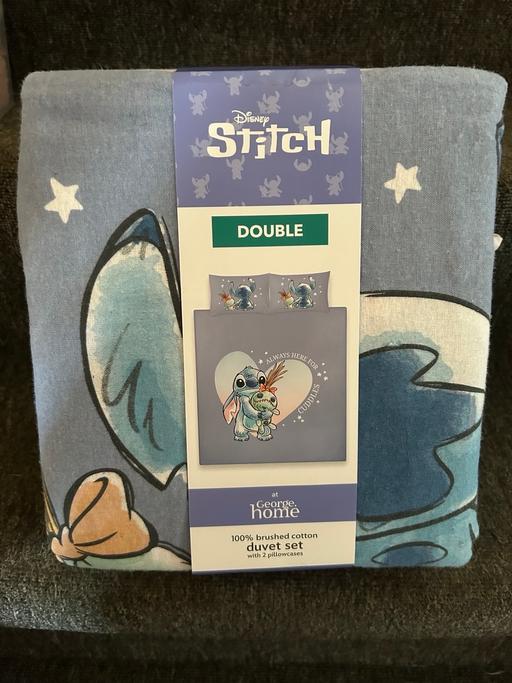 Disney
Stitch
DOUBLE
ALWAYS HERE FOR
CUDDLES
at
George
home
100% brushed cotton
duvet set
with 2 pillowcases